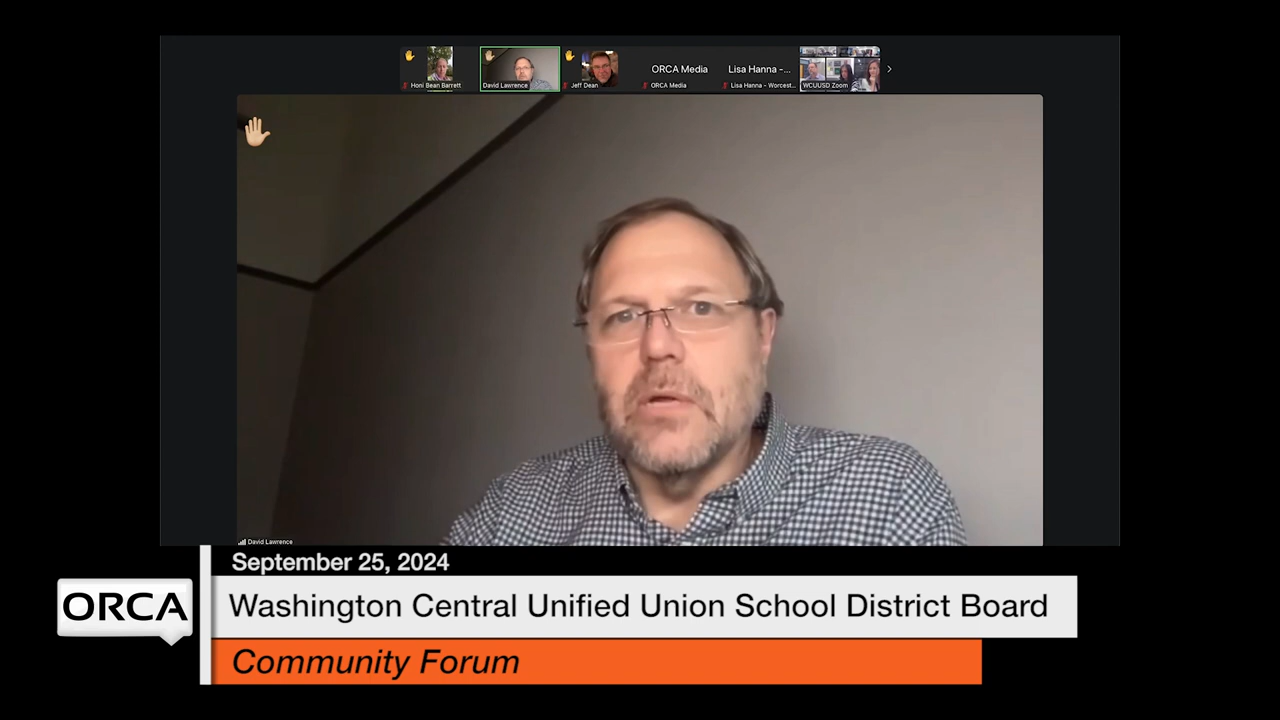 ORCA Media
Lisa Hanna -...
Honi Bean Barrett
David Lawrence
Jeff Dean
ORCA Media
Lisa Hanna - Worcest...
WCUUSD Zoom
David Lawrence
September 25, 2024
ORCA
Washington Central Unified Union School District Board
Community Forum